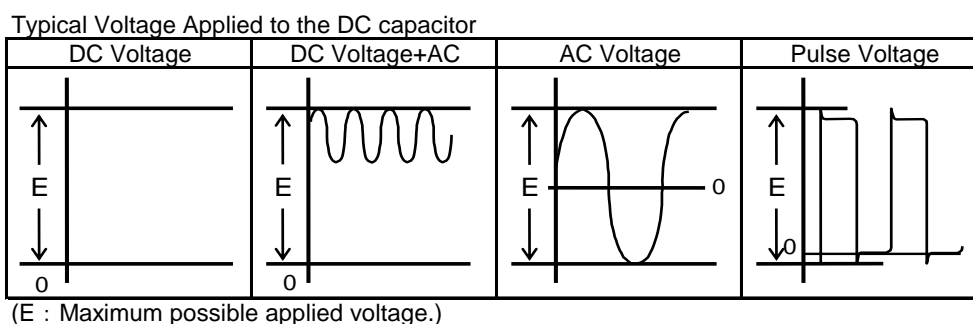 Typical Voltage Applied to the DC capacitor
DC Voltage DC Voltage+AC AC Voltage Pulse Voltage
E E E 0 E 0
0 0
(E：Maximum possible applied voltage.)